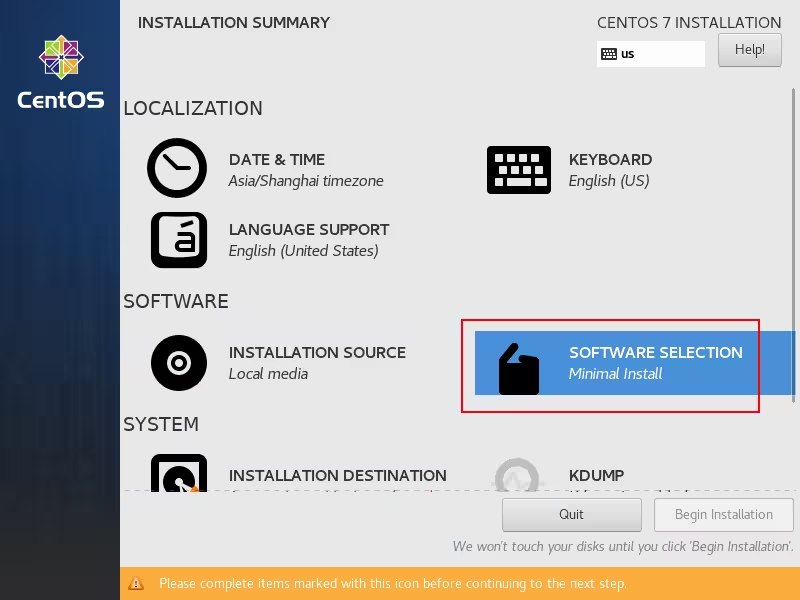 INSTALLATION SUMMARY
CENTOS 7 INSTALLATION
us
Help!
CentOS
LOCALIZATION
DATE & TIME
Asia/Shanghai timezone
KEYBOARD
English (US)
LANGUAGE SUPPORT
English (United States)
SOFTWARE
INSTALLATION SOURCE
Local media
SOFTWARE SELECTION
Minimal Install
SYSTEM
INSTALLATION DESTINATION
KDUMP
Quit
Begin Installation
We won't touch your disks until you click 'Begin Installation'.
Please complete items marked with this icon before continuing to the next step.